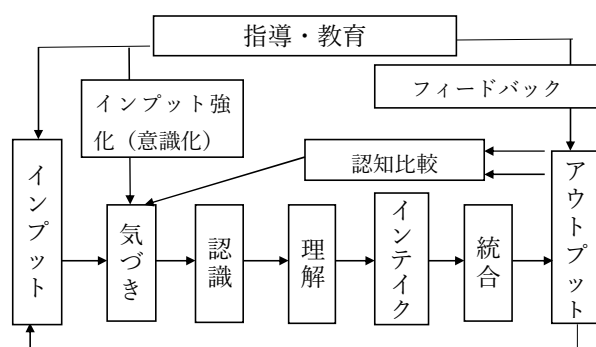 指導・教育
インプット強
化（意識化）
フィードバック
認知比較
インプット
気づき
認識
理解
インテイク
統合
アウトプット